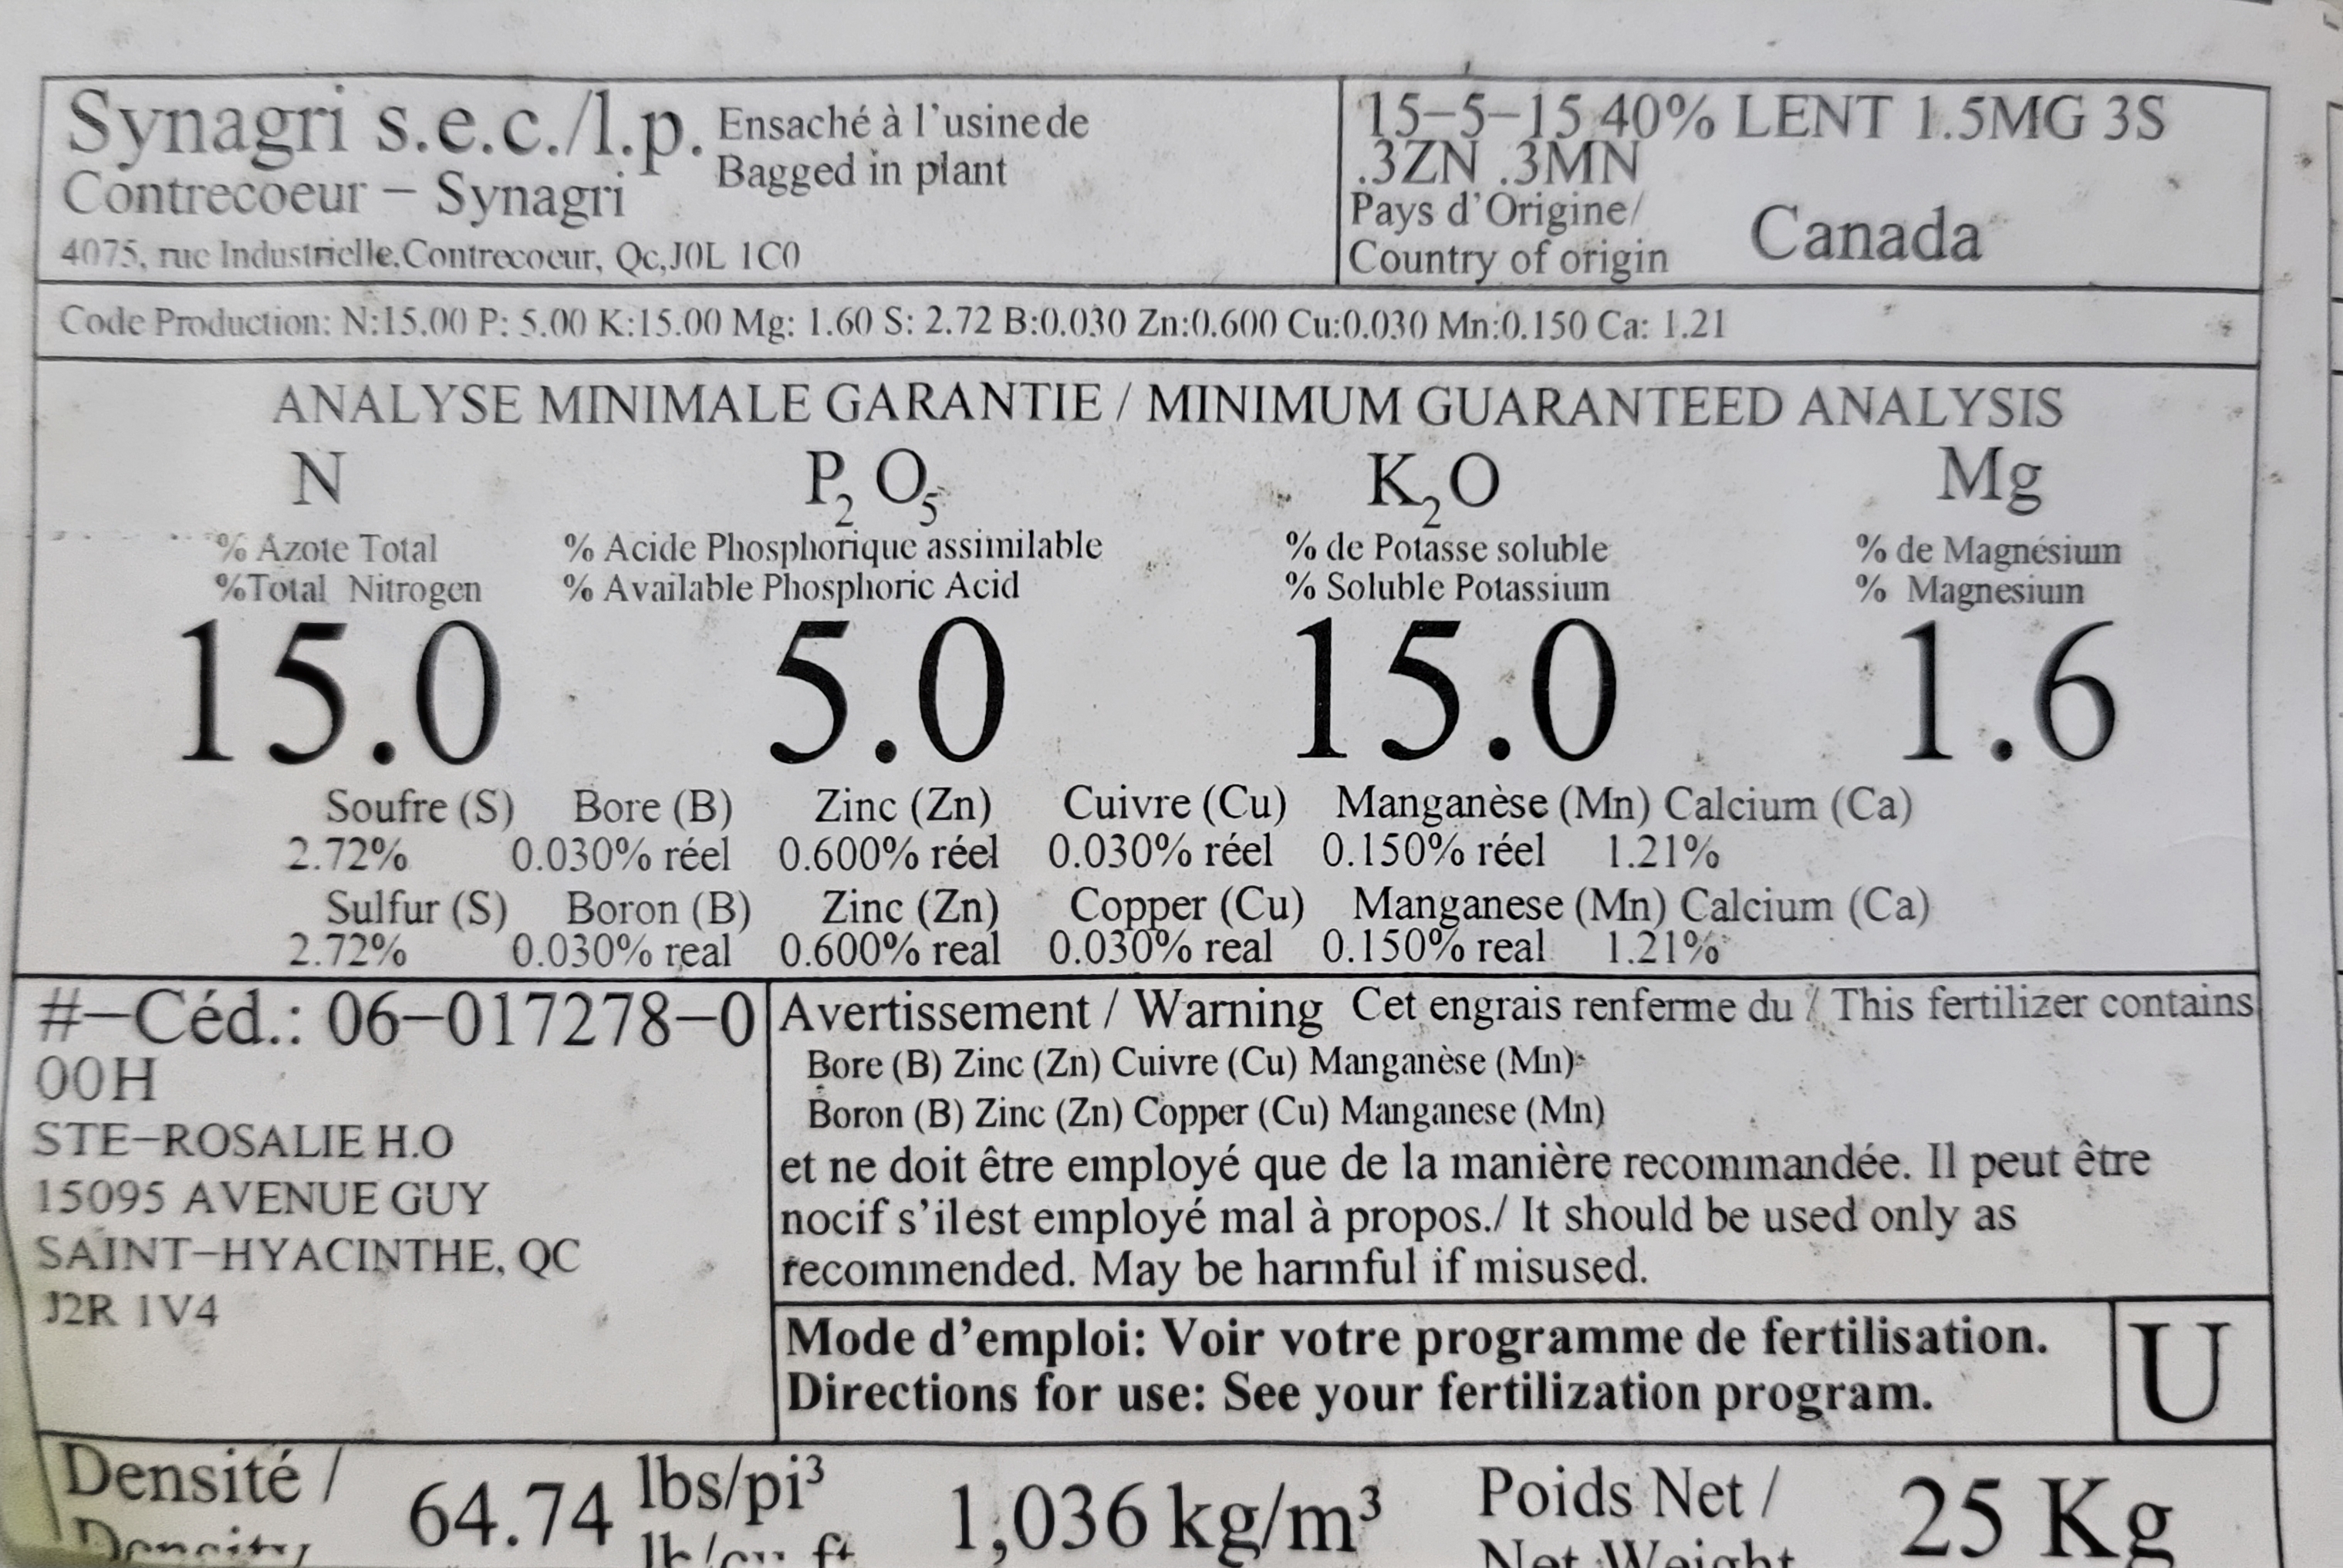 Synagri s.e.c./l.p. Ensaché à l'usine de
Bagged in plant
Contrecoeur – Synagri
4075, rue Industrielle,Contrecoeur, Qc,J0L 1C0
15–5–15 40% LENT 1.5MG 3S
.3ZN .3MN
Pays d'Origine/
Country of origin Canada
Code Production: N:15.00 P: 5.00 K:15.00 Mg: 1.60 S: 2.72 B:0.030 Zn:0.600 Cu:0.030 Mn:0.150 Ca: 1.21
ANALYSE MINIMALE GARANTIE / MINIMUM GUARANTEED ANALYSIS
N P₂O₅ K₂O Mg
% Azote Total % Acide Phosphorique assimilable % de Potasse soluble % de Magnésium
%Total Nitrogen % Available Phosphoric Acid % Soluble Potassium % Magnesium
15.0 5.0 15.0 1.6
Soufre (S) Bore (B) Zinc (Zn) Cuivre (Cu) Manganèse (Mn) Calcium (Ca)
2.72% 0.030% réel 0.600% réel 0.030% réel 0.150% réel 1.21%
Sulfur (S) Boron (B) Zinc (Zn) Copper (Cu) Manganese (Mn) Calcium (Ca)
2.72% 0.030% real 0.600% real 0.030% real 0.150% real 1.21%
#–Céd.: 06–017278–0
00H
STE–ROSALIE H.O
15095 AVENUE GUY
SAINT–HYACINTHE, QC
J2R 1V4
Avertissement / Warning Cet engrais renferme du / This fertilizer contains
Bore (B) Zinc (Zn) Cuivre (Cu) Manganèse (Mn)
Boron (B) Zinc (Zn) Copper (Cu) Manganese (Mn)
et ne doit être employé que de la manière recommandée. Il peut être
nocif s'il est employé mal à propos./ It should be used only as
recommended. May be harmful if misused.
Mode d'emploi: Voir votre programme de fertilisation.
Directions for use: See your fertilization program.
U
Densité / 64.74 lbs/pi³ 1,036 kg/m³ Poids Net / 25 Kg
Density lb/cu ft Net Weight